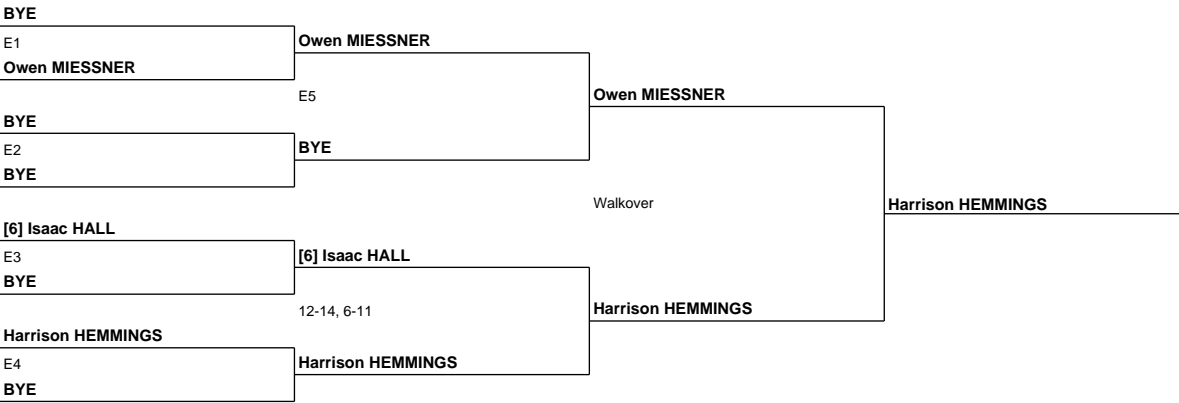 BYE
E1
Owen MIESSNER
Owen MIESSNER
E5
Owen MIESSNER
BYE
E2
BYE
BYE
Walkover
Harrison HEMMINGS
[6] Isaac HALL
E3
BYE
[6] Isaac HALL
12-14, 6-11
Harrison HEMMINGS
Harrison HEMMINGS
E4
BYE
Harrison HEMMINGS